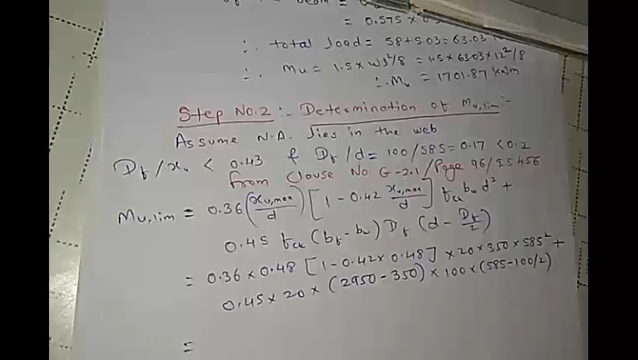 = 0.575 ×
∴ total load = 58 + 5.03 = 63.03
∴ Mu = 1.5 × wl²/8 = 1.5 × 63.03 × 12²/8
∴ Mu = 1701.87 kNm
Step No.2 :- Determination of Mu,lim :-
Assume N.A. lies in the web
Df/xu < 0.43 & Df/d = 100/585 = 0.17 < 0.2
from Clouse No G-2.1/Page 96/IS 456
Mu,lim = 0.36 (xu,max/d) [1 - 0.42 xu,max/d] fck bw d² +
0.45 fck (bf - bw) Df (d - Df/2)
= 0.36 × 0.48 [1 - 0.42 × 0.48] × 20 × 350 × 585² +
0.45 × 20 × (2950 - 350) × 100 × (585 - 100/2)
=